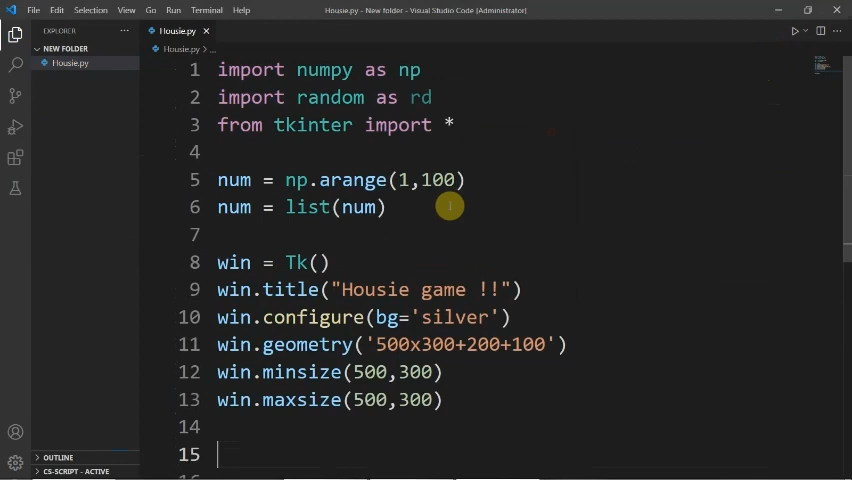 File Edit Selection View Go Run Terminal Help Housie.py - New folder - Visual Studio Code [Administrator]
EXPLORER
Housie.py
NEW FOLDER
Housie.py
Housie.py > ...
1 import numpy as np
2 import random as rd
3 from tkinter import *
4
5 num = np.arange(1,100)
6 num = list(num)
7
8 win = Tk()
9 win.title("Housie game !!")
10 win.configure(bg='silver')
11 win.geometry('500x300+200+100')
12 win.minsize(500,300)
13 win.maxsize(500,300)
14
15
16
OUTLINE
CS-SCRIPT - ACTIVE